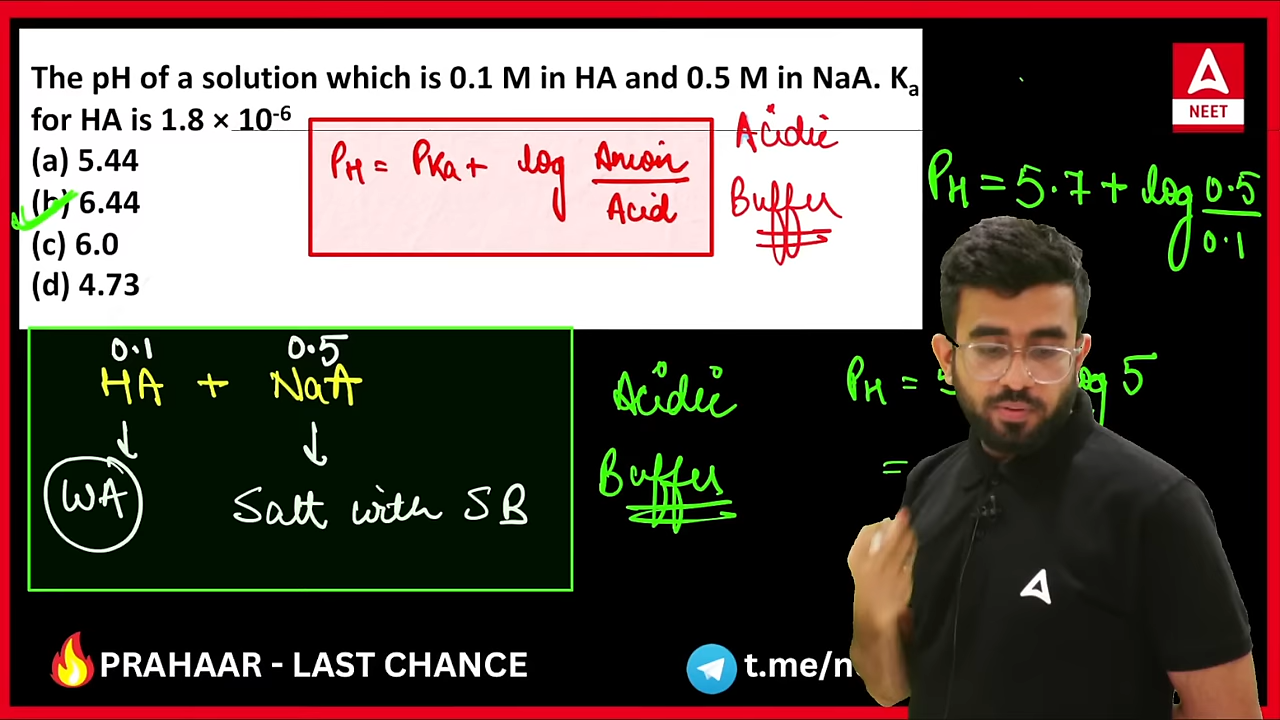 The pH of a solution which is 0.1 M in HA and 0.5 M in NaA. Ka
for HA is 1.8 × 10-6
(a) 5.44
(b) 6.44
(c) 6.0
(d) 4.73
PH = PKa + log Anion / Acid
Acidic
Buffer
NEET
PH = 5.7 + log 0.5 / 0.1
0.1 0.5
HA + NaA
WA
Salt with SB
Acidic
Buffer
PH = 5 log 5
=
PRAHAAR - LAST CHANCE
t.me/n